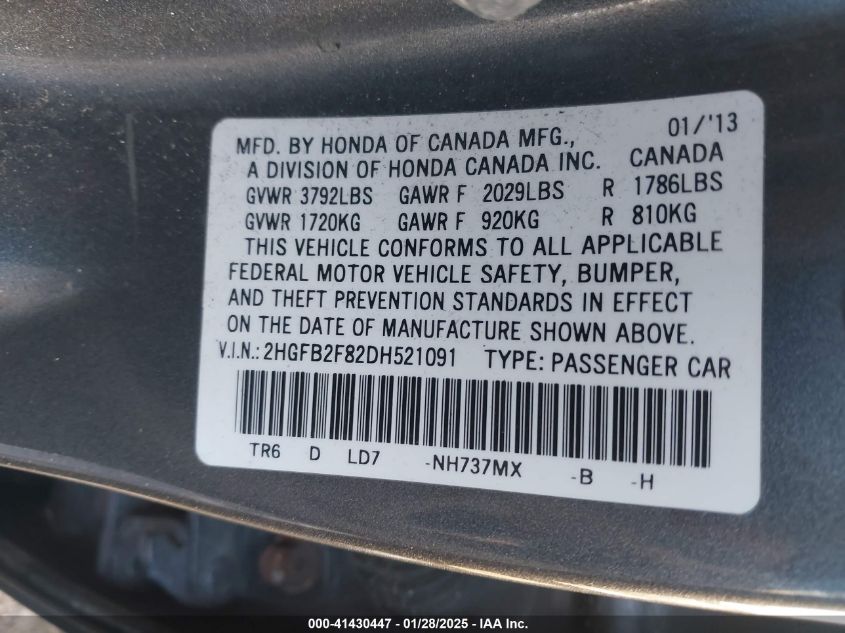 01/'13
MFD. BY HONDA OF CANADA MFG.,
A DIVISION OF HONDA CANADA INC. CANADA
GVWR 3792LBS GAWR F 2029LBS R 1786LBS
GVWR 1720KG GAWR F 920KG R 810KG
THIS VEHICLE CONFORMS TO ALL APPLICABLE
FEDERAL MOTOR VEHICLE SAFETY, BUMPER,
AND THEFT PREVENTION STANDARDS IN EFFECT
ON THE DATE OF MANUFACTURE SHOWN ABOVE.
V.I.N.: 2HGFB2F82DH521091 TYPE: PASSENGER CAR
TR6 D LD7 -NH737MX -B -H
000-41430447 / 01/28/2025 - © IAA Inc.